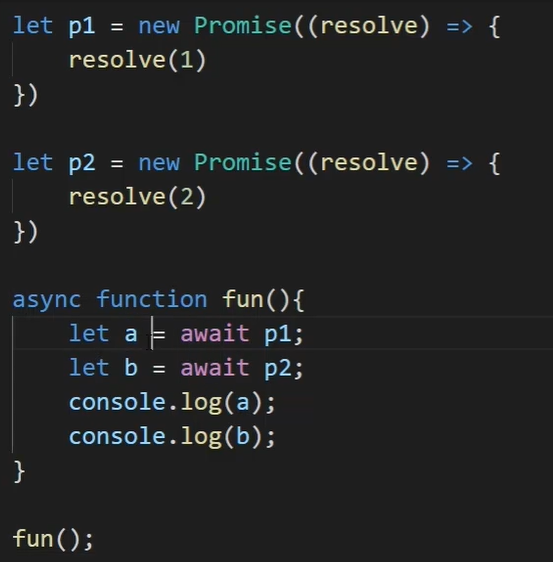 let p1 = new Promise((resolve) => {
    resolve(1)
})
let p2 = new Promise((resolve) => {
    resolve(2)
})
async function fun(){
    let a = await p1;
    let b = await p2;
    console.log(a);
    console.log(b);
}
fun();